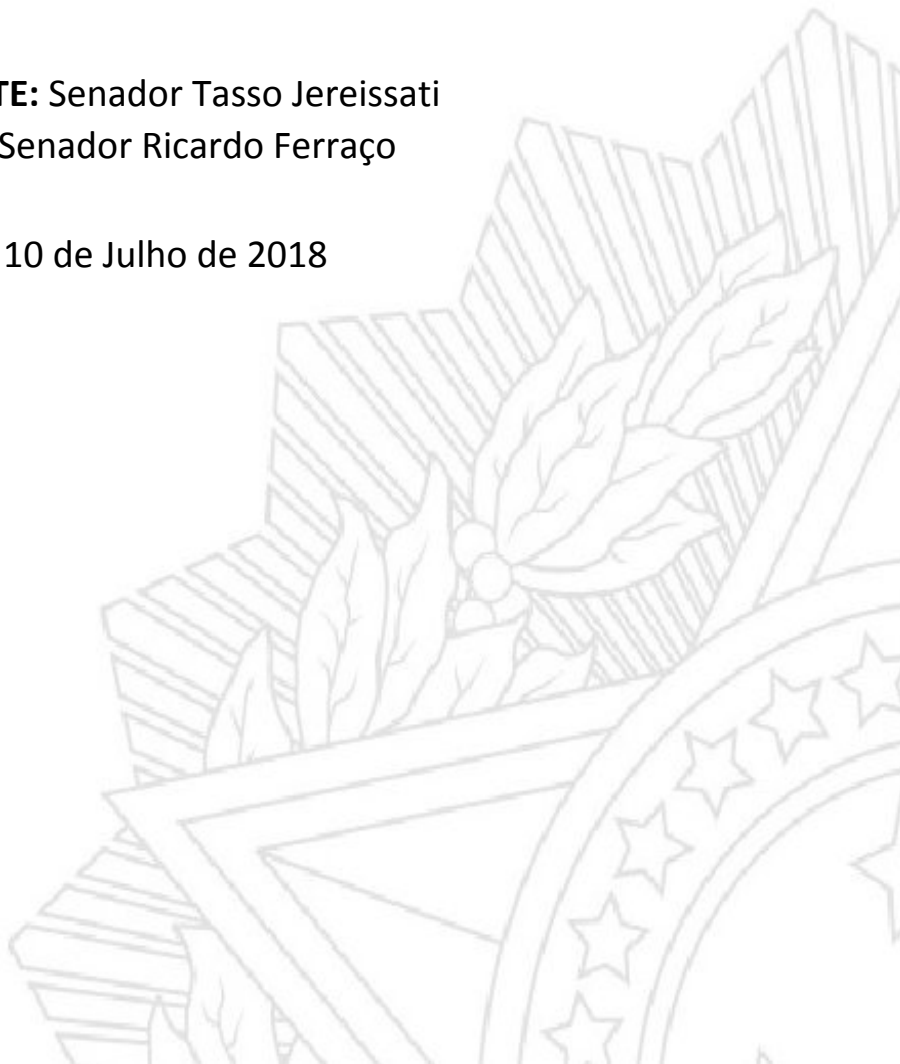 TE: Senador Tasso Jereissati
Senador Ricardo Ferraço
10 de Julho de 2018